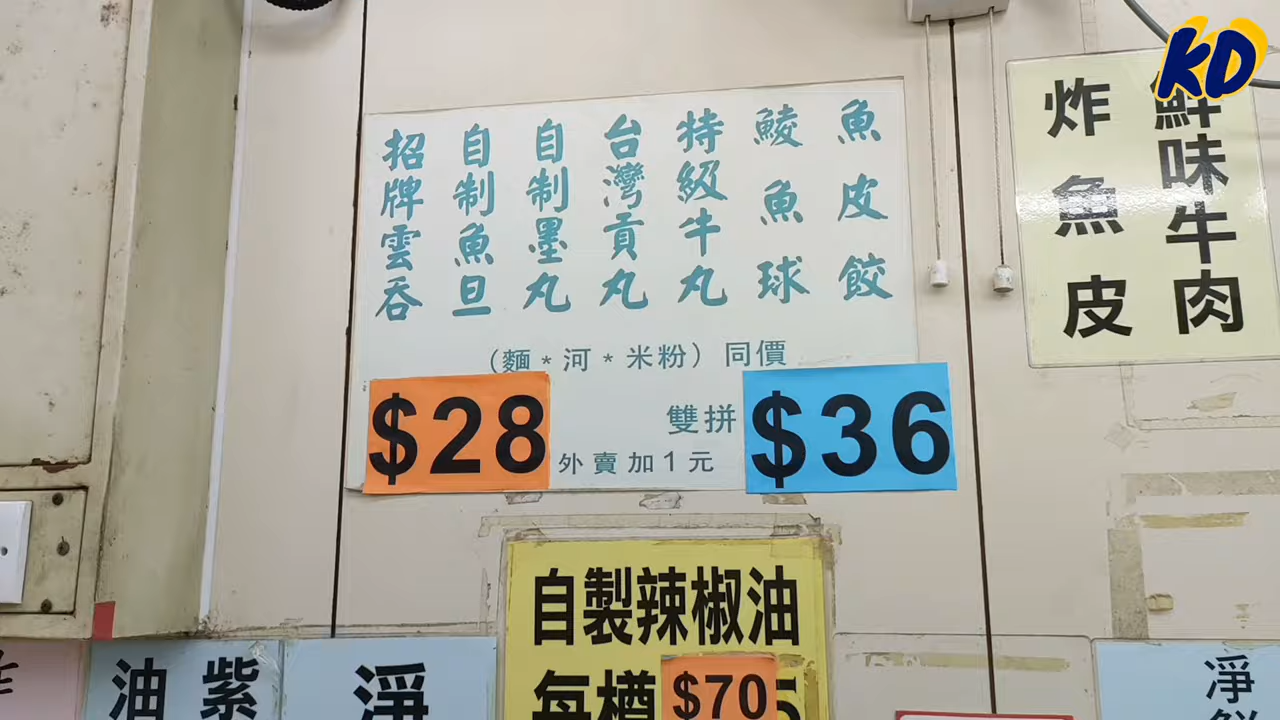 KD
招牌雲吞
自制魚旦
自制墨丸
台灣貢丸
特級牛丸
鯪魚球
魚皮餃
(麵*河*米粉)同價
$28
雙拼 $36
外賣加1元
炸魚皮
鮮味牛肉
自製辣椒油
每樽 $70
油
紫
淨
淨鮮